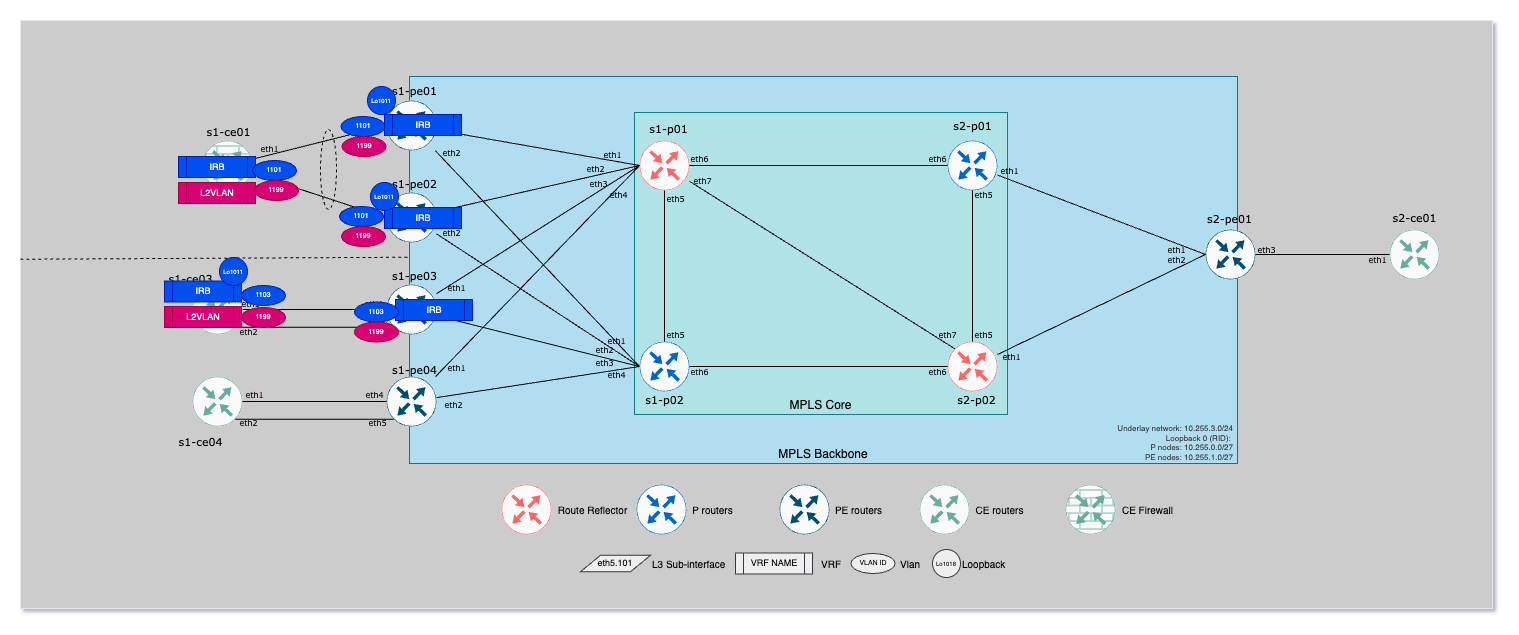 s1-pe01
Lo1011
1101
IRB
1199
eth2
s1-ce01
eth1
IRB
1101
L2VLAN
1199
s1-pe02
Lo1011
1101
IRB
1199
eth2
s1-p01
eth1
eth2
eth3
eth4
eth6
eth7
eth5
s2-p01
eth6
eth1
eth5
s2-pe01
eth1
eth2
eth3
s2-ce01
eth1
s1-ce03
Lo1011
IRB
1103
L2VLAN
1199
eth2
s1-pe03
eth1
1103
IRB
1199
eth1
eth2
eth3
eth4
eth5
eth6
s1-p02
eth7
eth5
eth6
eth1
s2-p02
s1-pe04
eth1
eth2
eth4
eth5
eth1
eth2
s1-ce04
MPLS Core
MPLS Backbone
Underlay network: 10.255.3.0/24
Loopback 0 (RID):
P nodes: 10.255.0.0/27
PE nodes: 10.255.1.0/27
Route Reflector
P routers
PE routers
CE routers
CE Firewall
eth5.101
L3 Sub-interface
VRF NAME
VRF
VLAN ID
Vlan
Lo1018
Loopback